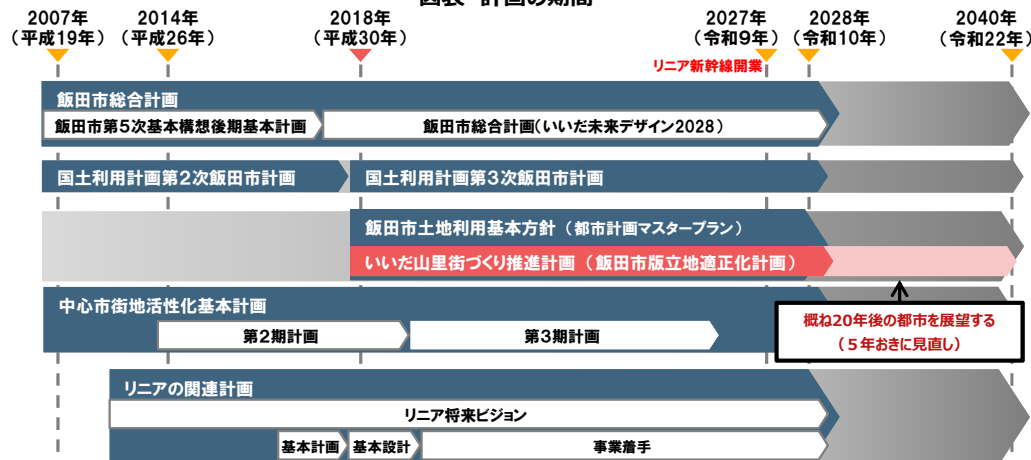 図表 計画の期間
2007年
(平成19年)
2014年
(平成26年)
2018年
(平成30年)
2027年
(令和9年)
2028年
(令和10年)
2040年
(令和22年)
リニア新幹線開業
飯田市総合計画
飯田市第5次基本構想後期基本計画
飯田市総合計画(いいだ未来デザイン2028)
国土利用計画第2次飯田市計画
国土利用計画第3次飯田市計画
飯田市土地利用基本方針(都市計画マスタープラン)
いいだ山里街づくり推進計画(飯田市版立地適正化計画)
中心市街地活性化基本計画
第2期計画
第3期計画
概ね20年後の都市を展望する
(5年おきに見直し)
リニアの関連計画
リニア将来ビジョン
基本計画
基本設計
事業着手